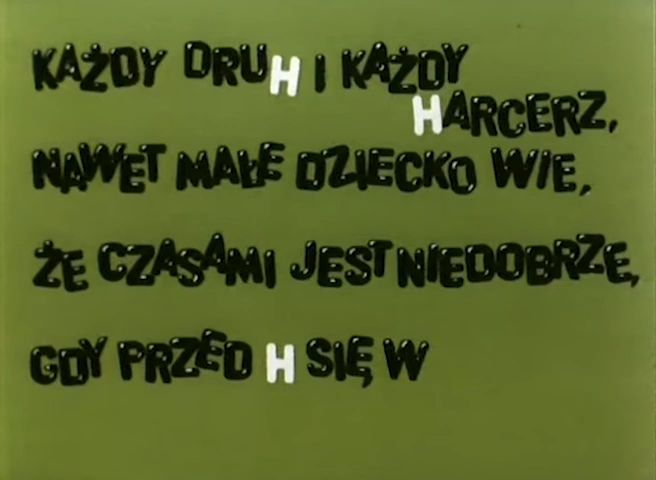 KAŻDY DRUH I KAŻDY
HARCERZ,
NAWET MAŁE DZIECKO WIE,
ŻE CZASAMI JEST NIEDOBRZE,
GDY PRZED H SIĘ W